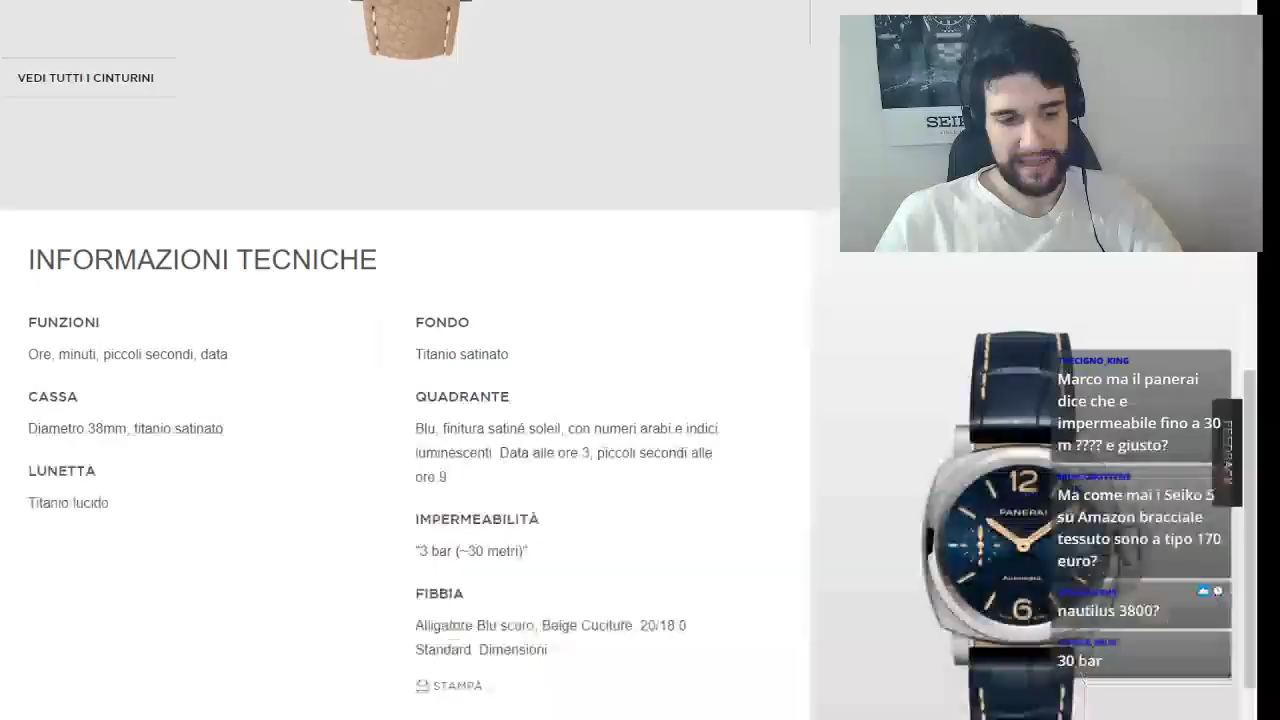 VEDI TUTTI I CINTURINI
SEI
INFORMAZIONI TECNICHE
FUNZIONI
Ore, minuti, piccoli secondi, data
CASSA
Diametro 38mm, titanio satinato
LUNETTA
Titanio lucido
FONDO
Titanio satinato
QUADRANTE
Blu, finitura satiné soleil, con numeri arabi e indici
luminescenti. Data alle ore 3, piccoli secondi alle
ore 9
IMPERMEABILITÀ
"3 bar (~30 metri)"
FIBBIA
Alligatore Blu scuro, Beige Cuciture 20/18.0
Standard Dimensioni
STAMPA
12
PANERAI
6
Marco ma il panerai
dice che e
impermeabile fino a 30
m ???? e giusto?
Ma come mai i Seiko 5
su Amazon bracciale
tessuto sono a tipo 170
euro?
nautilus 3800?
30 bar